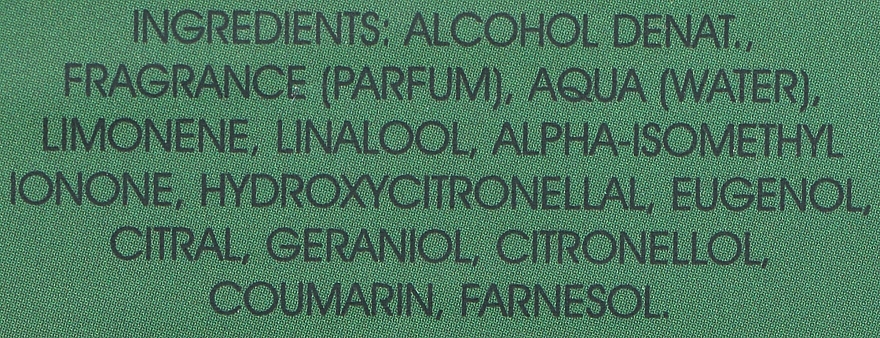 INGREDIENTS: ALCOHOL DENAT.,
FRAGRANCE (PARFUM), AQUA (WATER),
LIMONENE, LINALOOL, ALPHA-ISOMETHYL
IONONE, HYDROXYCITRONELLAL, EUGENOL,
CITRAL, GERANIOL, CITRONELLOL,
COUMARIN, FARNESOL.